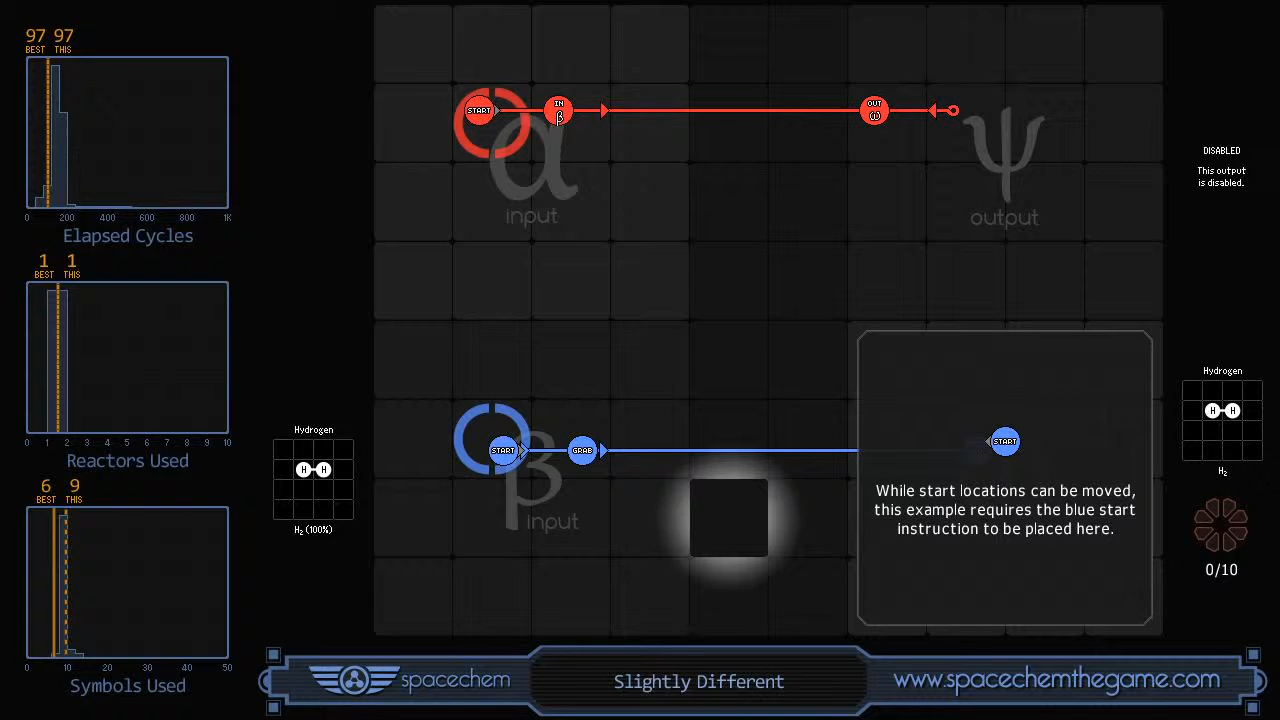 97 97
BEST THIS
0 200 400 600 800 1K
Elapsed Cycles
1 1
BEST THIS
0 1 2 3 4 5 6 7 8 9 10
Reactors Used
6 9
BEST THIS
0 10 20 30 40 50
Symbols Used
START
IN
β
OUT
ω
α
input
ψ
output
DISABLED
This output
is disabled.
Hydrogen
H H
H₂ (100%)
START
GRAB
β
input
START
While start locations can be moved,
this example requires the blue start
instruction to be placed here.
Hydrogen
H H
H₂
0/10
spacechem
Slightly Different
www.spacechemthegame.com